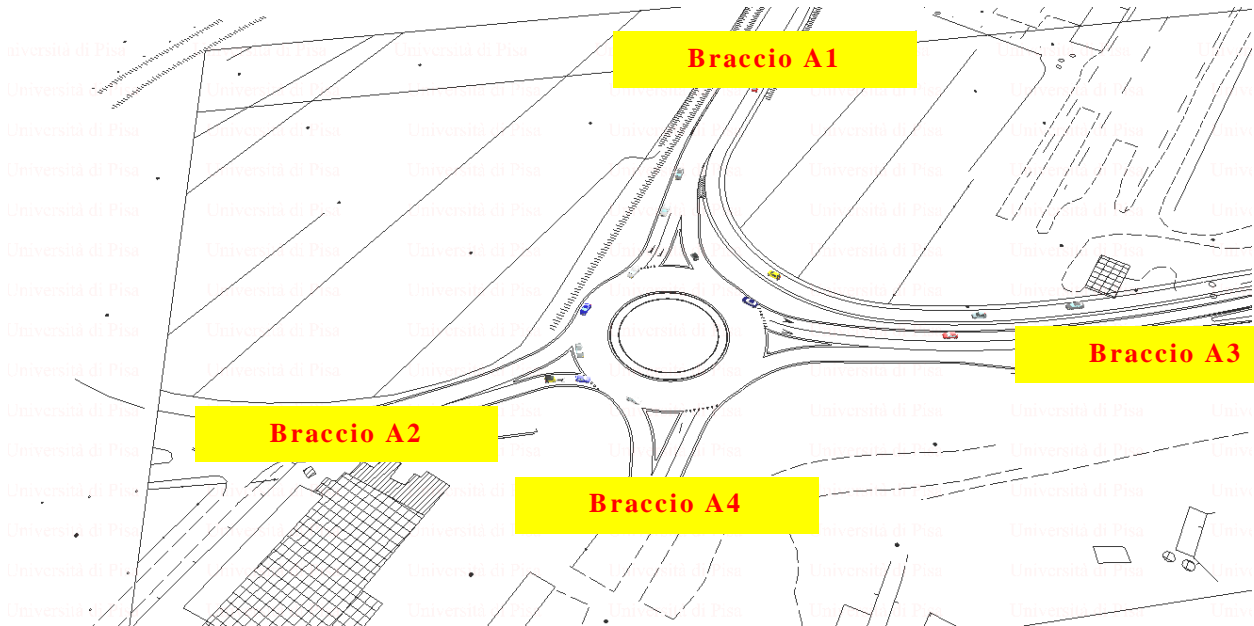 Braccio A1
Braccio A3
Braccio A2
Braccio A4
Università di Pisa